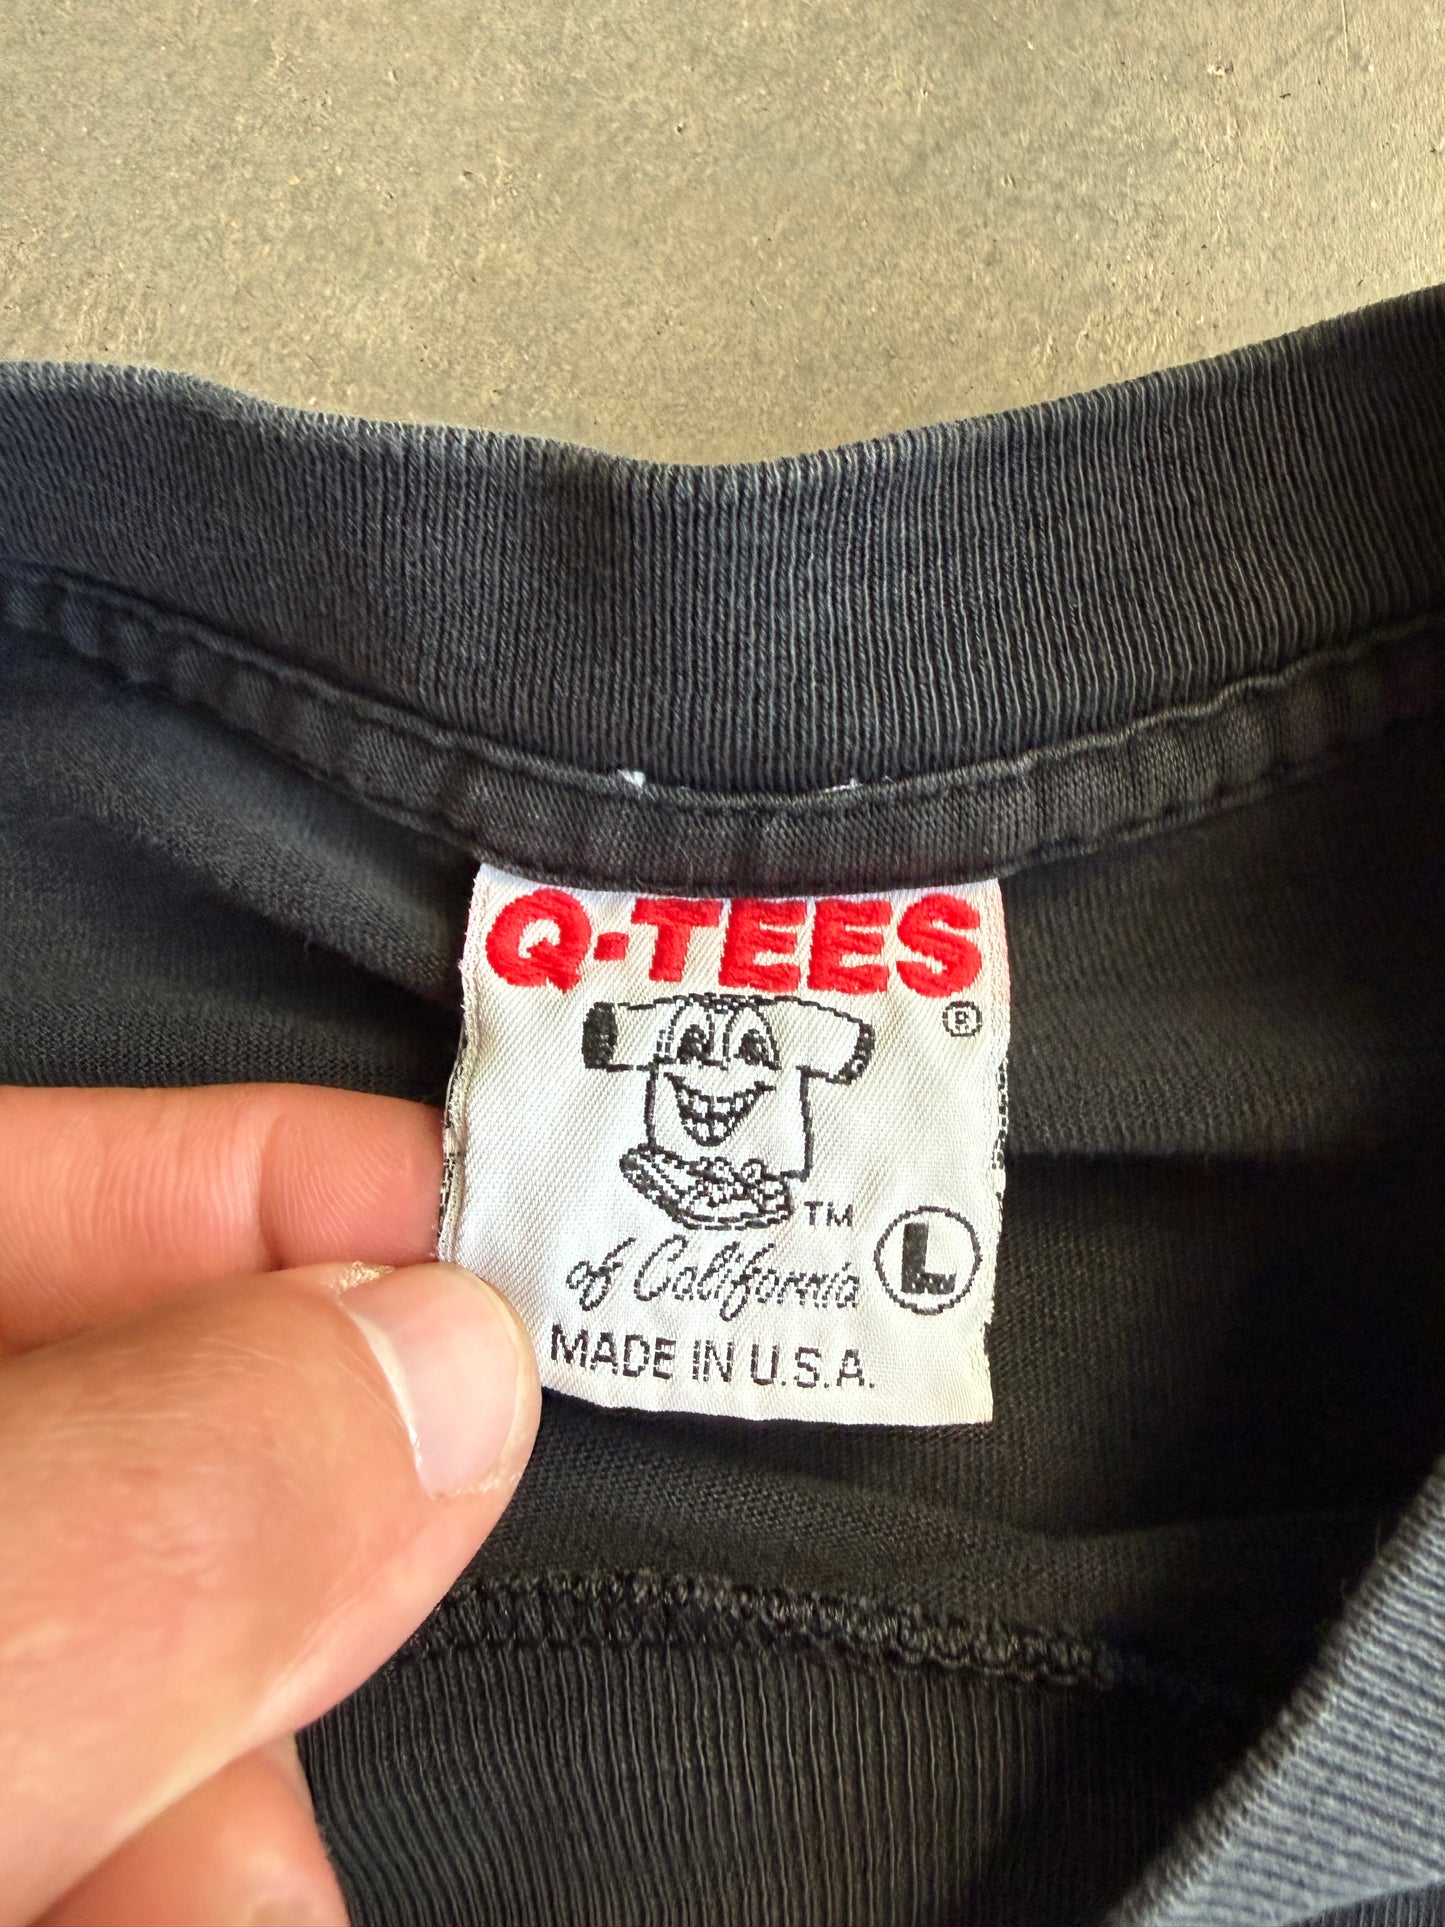 Q-TEES
®
TM
of California
L
MADE IN U.S.A.